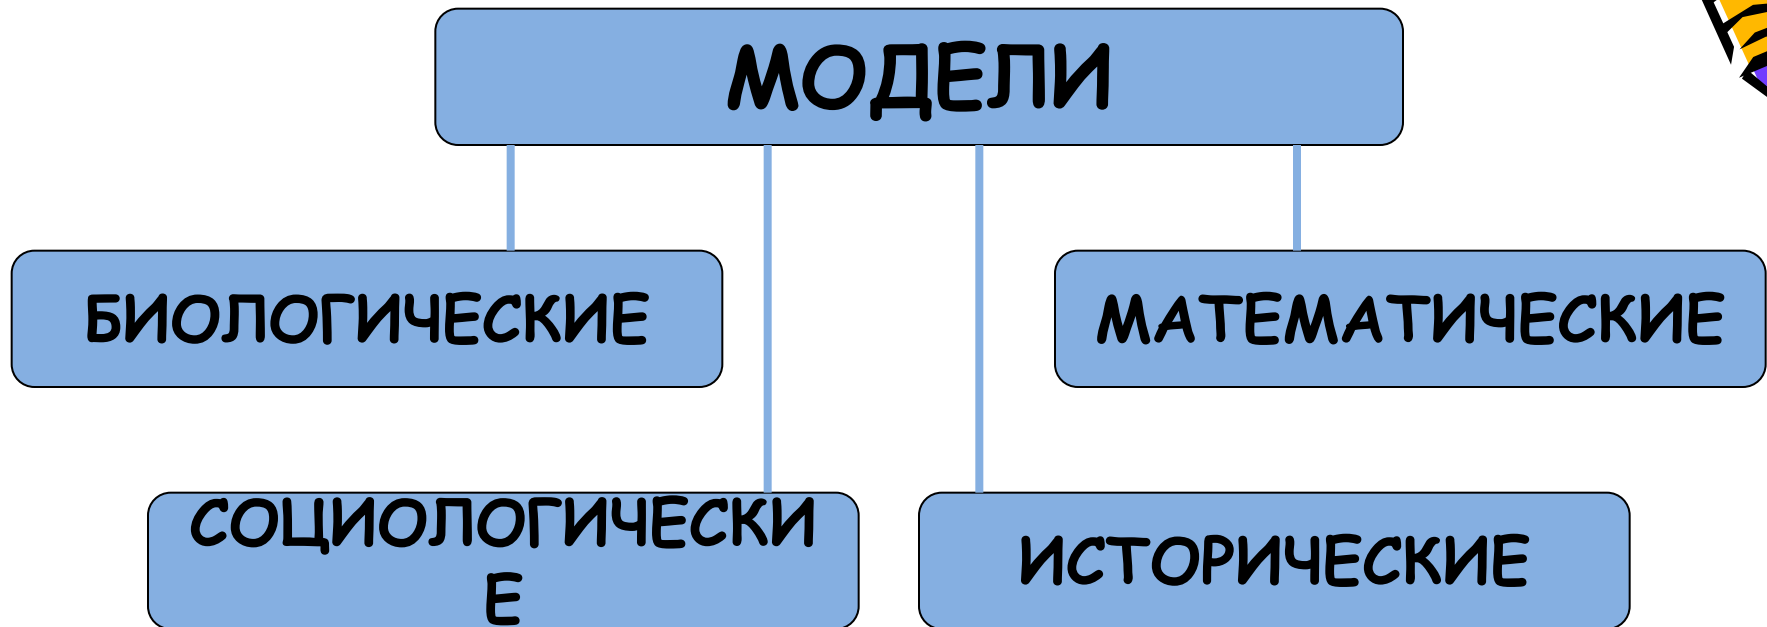 МОДЕЛИ
БИОЛОГИЧЕСКИЕ
МАТЕМАТИЧЕСКИЕ
СОЦИОЛОГИЧЕСКИ
Е
ИСТОРИЧЕСКИЕ